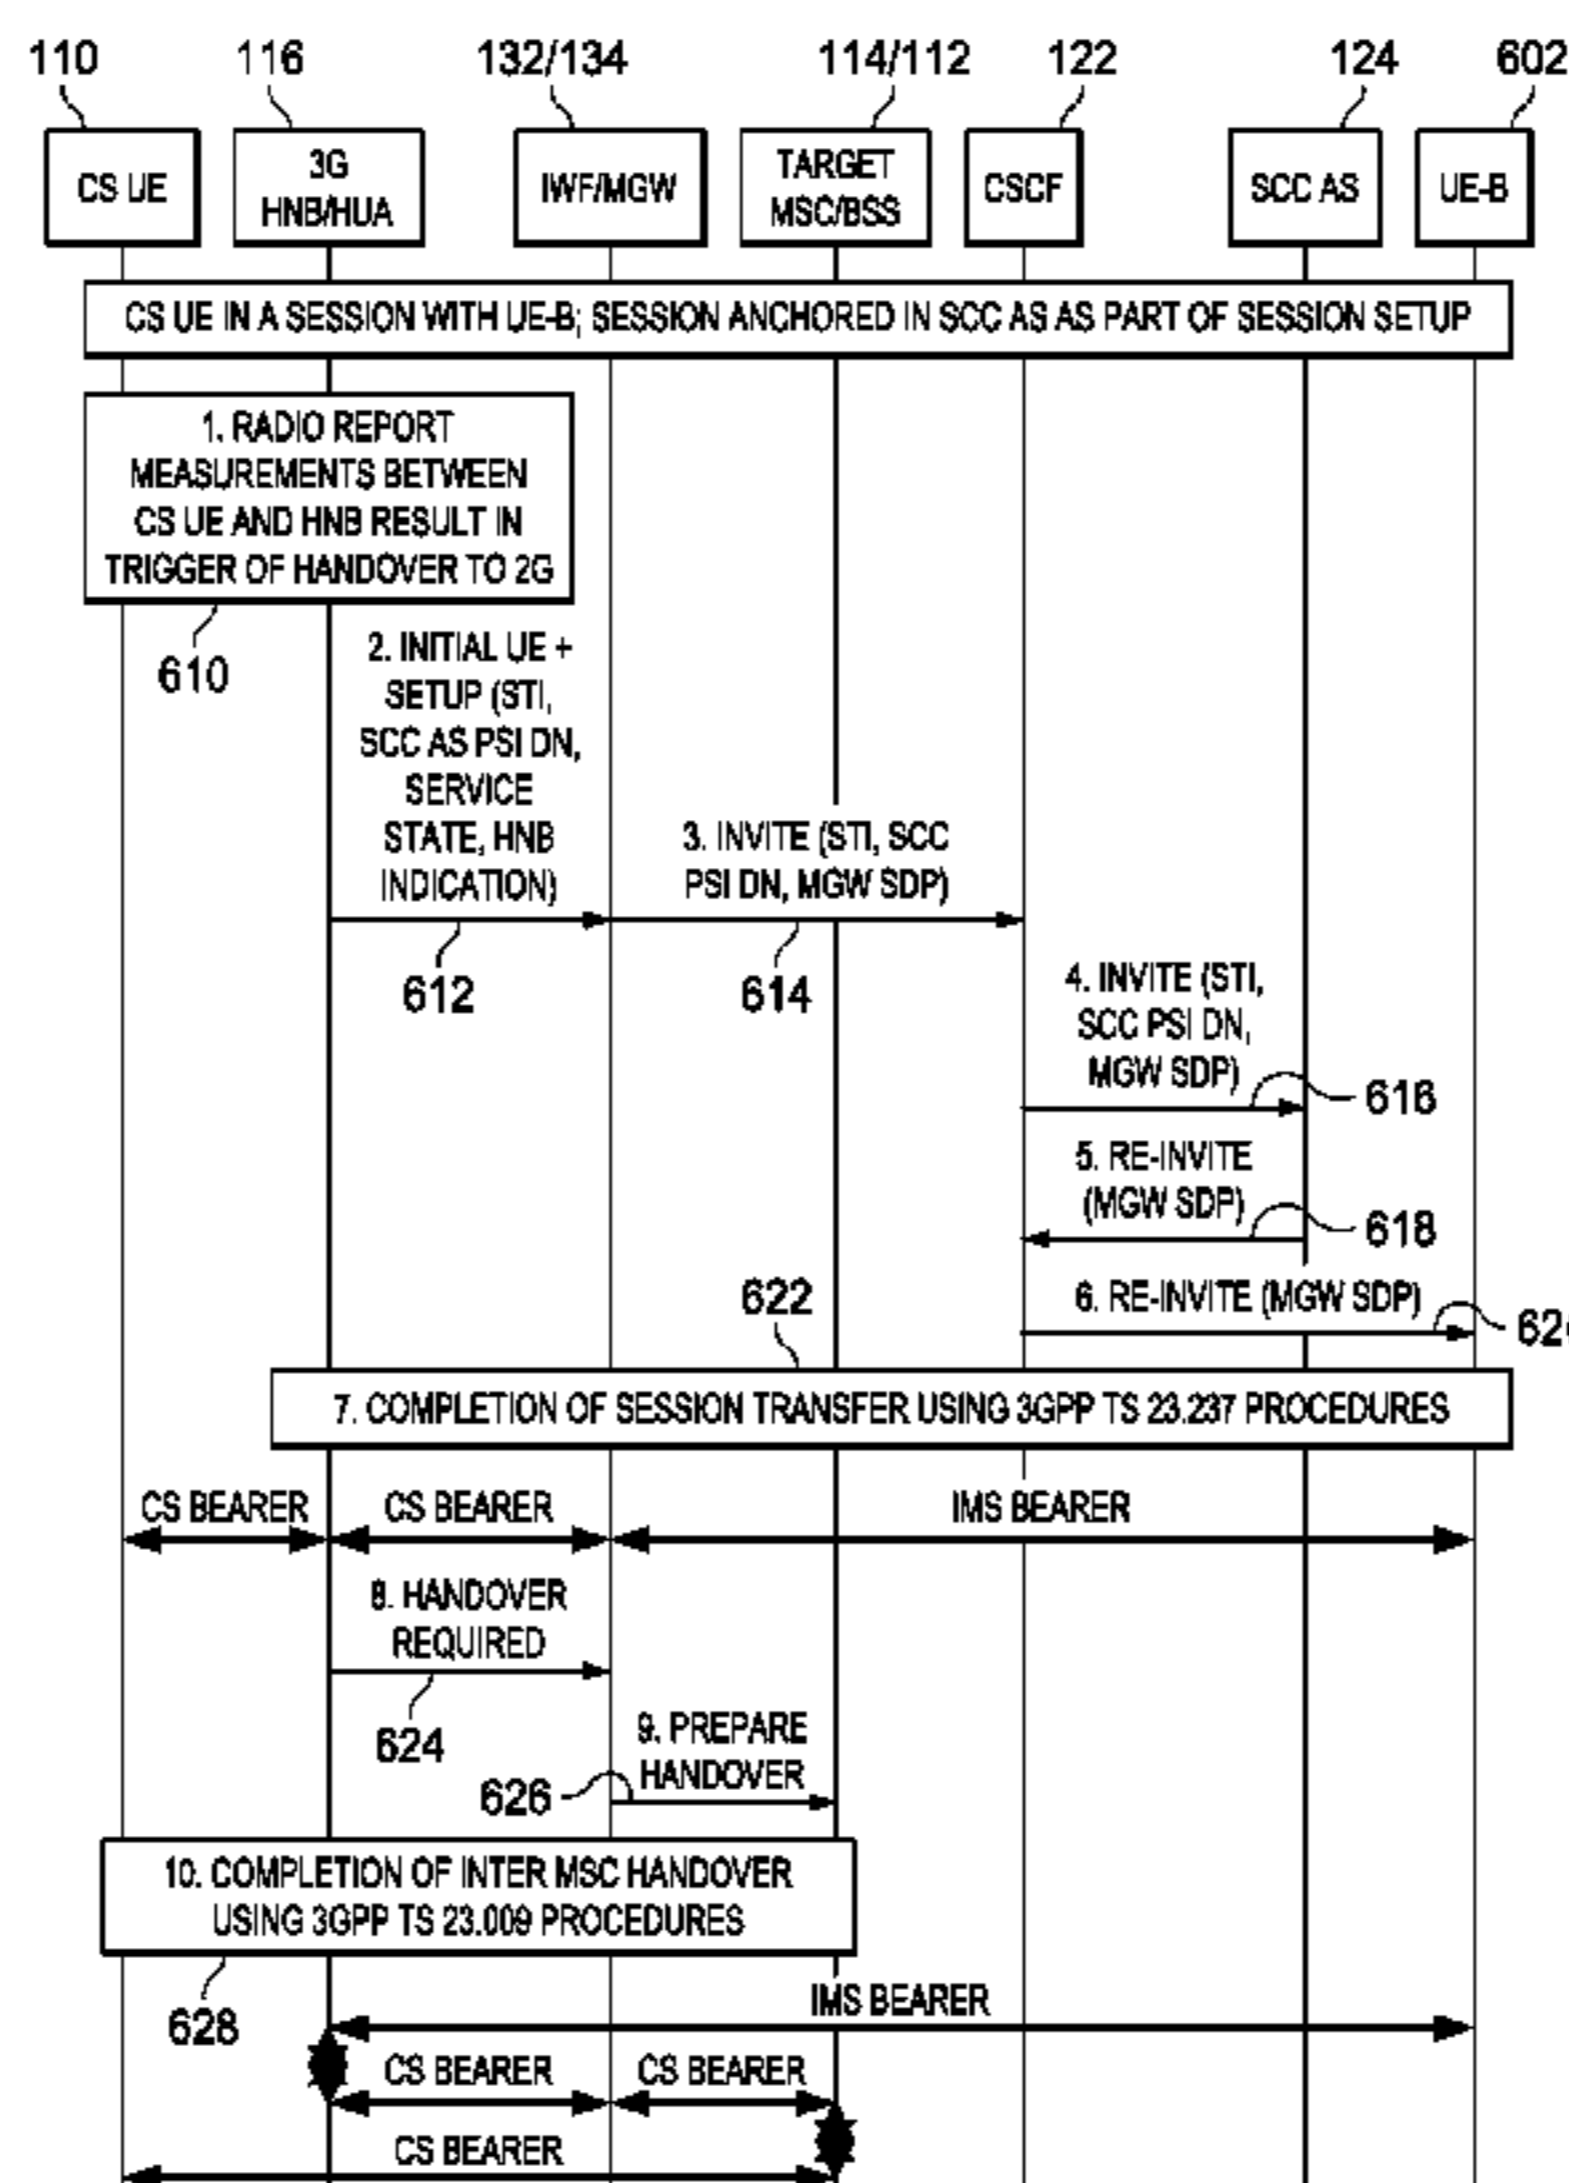 110
116
132/134
114/112
122
124
602
CS UE
3G
HNB/HUA
IWF/MGW
TARGET
MSC/BSS
CSCF
SCC AS
UE-B
CS UE IN A SESSION WITH UE-B; SESSION ANCHORED IN SCC AS AS PART OF SESSION SETUP
1. RADIO REPORT
MEASUREMENTS BETWEEN
CS UE AND HNB RESULT IN
TRIGGER OF HANDOVER TO 2G
610
2. INITIAL UE +
SETUP (STI,
SCC AS PSI DN,
SERVICE
STATE, HNB
INDICATION)
612
3. INVITE (STI, SCC
PSI DN, MGW SDP)
614
4. INVITE (STI,
SCC PSI DN,
MGW SDP)
616
5. RE-INVITE
(MGW SDP)
618
6. RE-INVITE (MGW SDP)
622
7. COMPLETION OF SESSION TRANSFER USING 3GPP TS 23.237 PROCEDURES
CS BEARER
CS BEARER
IMS BEARER
8. HANDOVER
REQUIRED
624
9. PREPARE
HANDOVER
626
10. COMPLETION OF INTER MSC HANDOVER
USING 3GPP TS 23.009 PROCEDURES
628
IMS BEARER
CS BEARER
CS BEARER
CS BEARER